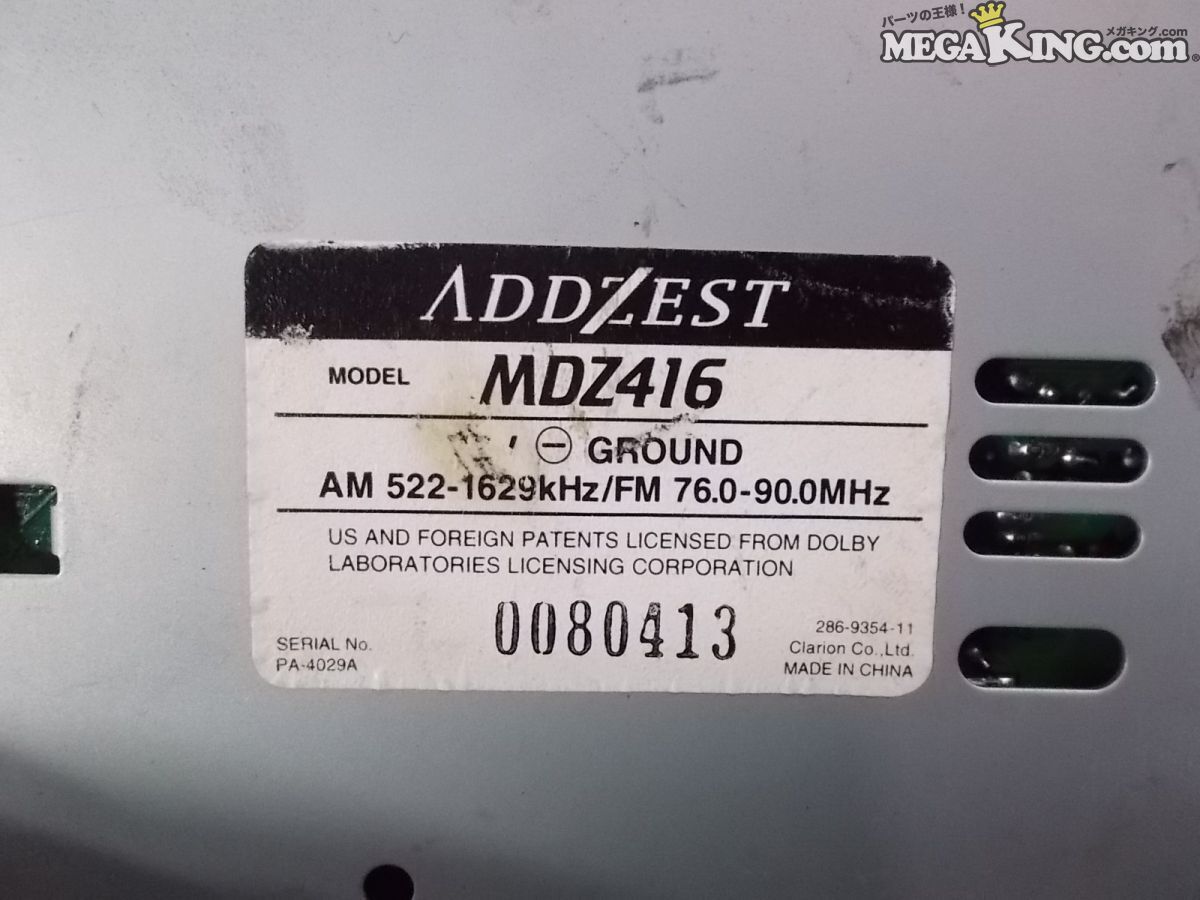 パーツの王様！
メガキング.com
MEGAKING.com®
ADDZEST
MODEL MDZ416
⊖ GROUND
AM 522-1629kHz/FM 76.0-90.0MHz
US AND FOREIGN PATENTS LICENSED FROM DOLBY
LABORATORIES LICENSING CORPORATION
0080413
SERIAL No.
PA-4029A
286-9354-11
Clarion Co.,Ltd.
MADE IN CHINA